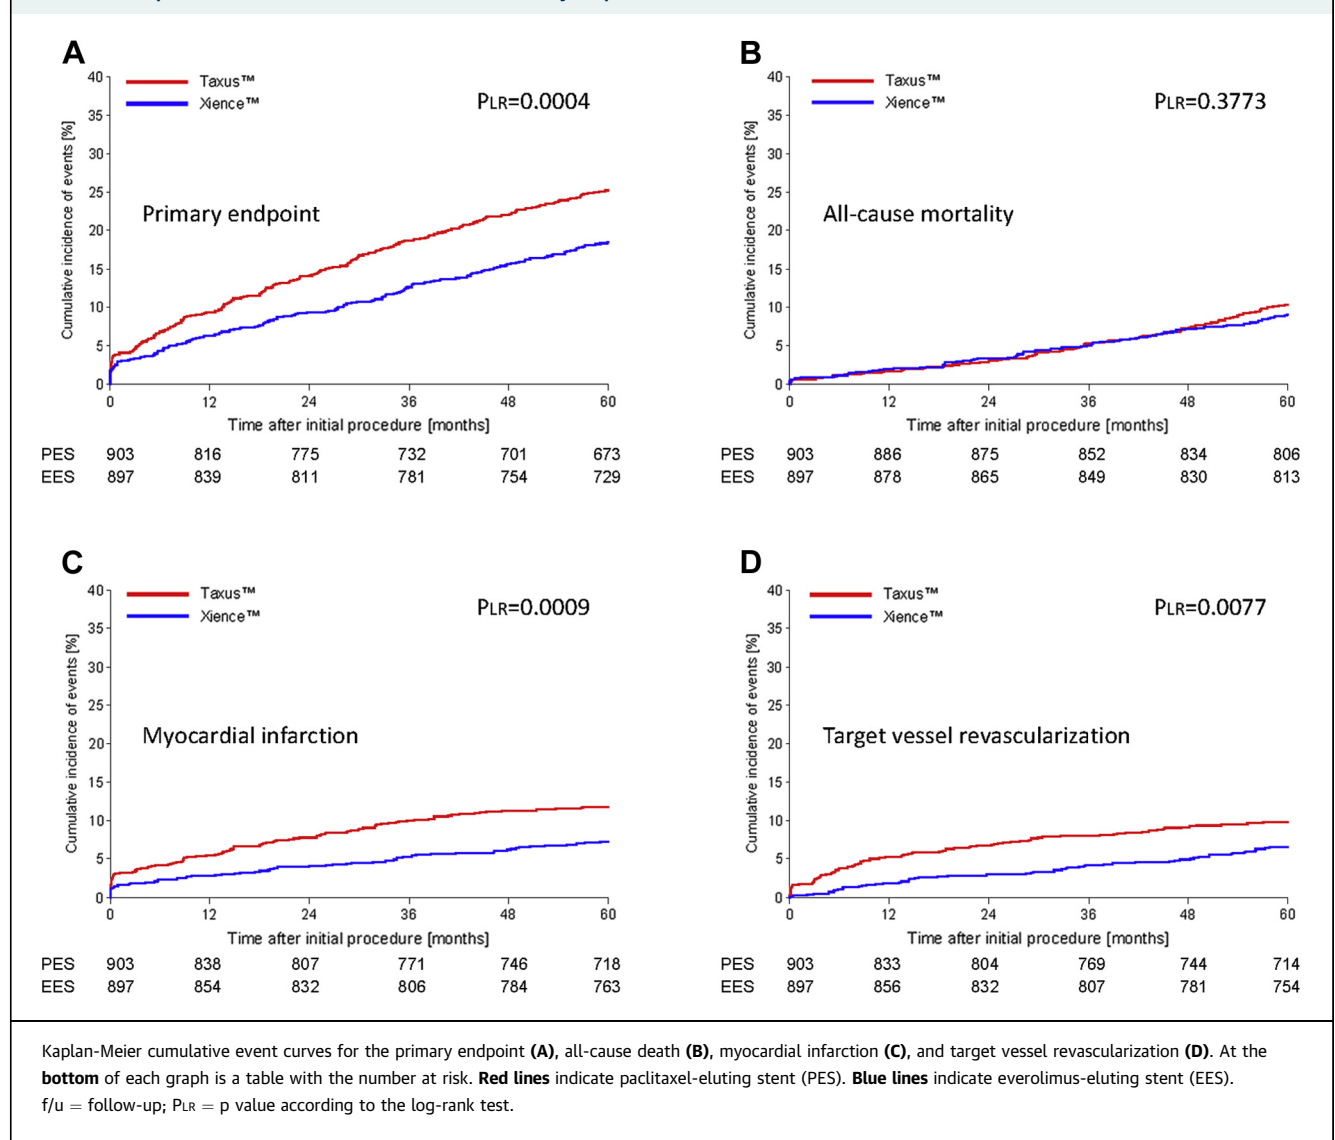 A
40
35
30
25
20
15
10
5
0
Cumulative incidence of events [%]
Taxus™
Xience™
PLR=0.0004
Primary endpoint
0 12 24 36 48 60
Time after initial procedure [months]
PES 903 816 775 732 701 673
EES 897 839 811 781 754 729
B
40
35
30
25
20
15
10
5
0
Cumulative incidence of events [%]
Taxus™
Xience™
PLR=0.3773
All-cause mortality
0 12 24 36 48 60
Time after initial procedure [months]
PES 903 886 875 852 834 806
EES 897 878 865 849 830 813
C
40
35
30
25
20
15
10
5
0
Cumulative incidence of events [%]
Taxus™
Xience™
PLR=0.0009
Myocardial infarction
0 12 24 36 48 60
Time after initial procedure [months]
PES 903 838 807 771 746 718
EES 897 854 832 806 784 763
D
40
35
30
25
20
15
10
5
0
Cumulative incidence of events [%]
Taxus™
Xience™
PLR=0.0077
Target vessel revascularization
0 12 24 36 48 60
Time after initial procedure [months]
PES 903 833 804 769 744 714
EES 897 856 832 807 781 754
Kaplan-Meier cumulative event curves for the primary endpoint (A), all-cause death (B), myocardial infarction (C), and target vessel revascularization (D). At the
bottom of each graph is a table with the number at risk. Red lines indicate paclitaxel-eluting stent (PES). Blue lines indicate everolimus-eluting stent (EES).
f/u = follow-up; PLR = p value according to the log-rank test.